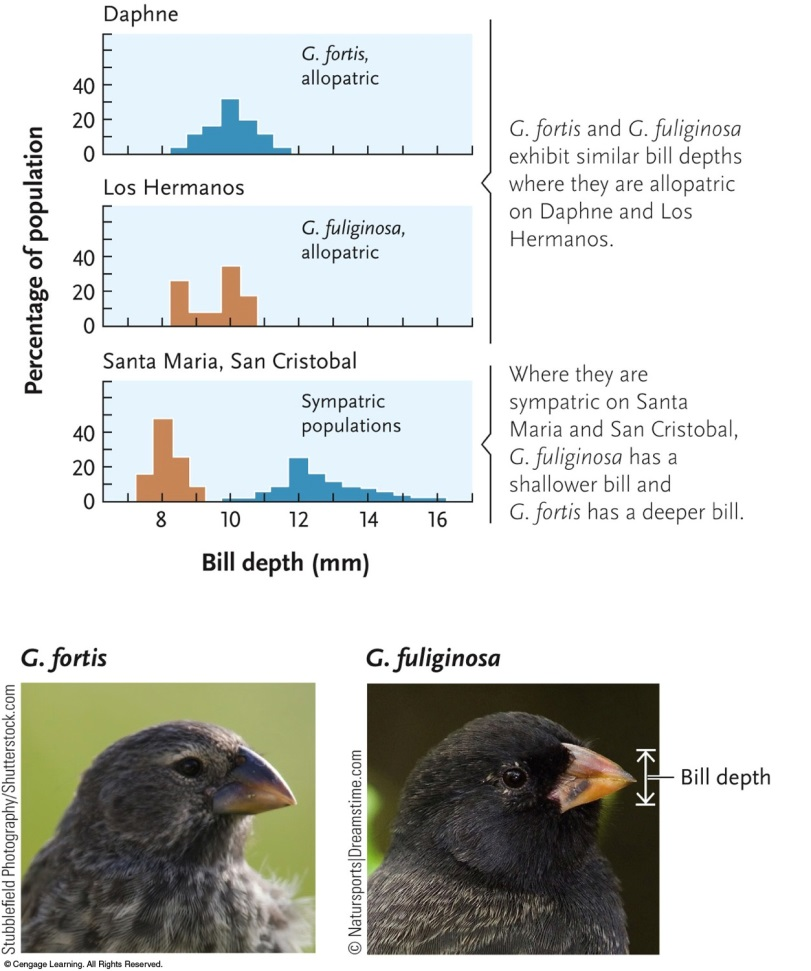 Daphne
G. fortis,
allopatric
40
20
0
Los Hermanos
G. fuliginosa,
allopatric
40
20
0
Santa Maria, San Cristobal
Sympatric
populations
40
20
0
8 10 12 14 16
Bill depth (mm)
Percentage of population
G. fortis and G. fuliginosa
exhibit similar bill depths
where they are allopatric
on Daphne and Los
Hermanos.
Where they are
sympatric on Santa
Maria and San Cristobal,
G. fuliginosa has a
shallower bill and
G. fortis has a deeper bill.
G. fortis
Stubblefield Photography/Shutterstock.com
G. fuliginosa
© Natursports|Dreamstime.com
Bill depth
© Cengage Learning. All Rights Reserved.